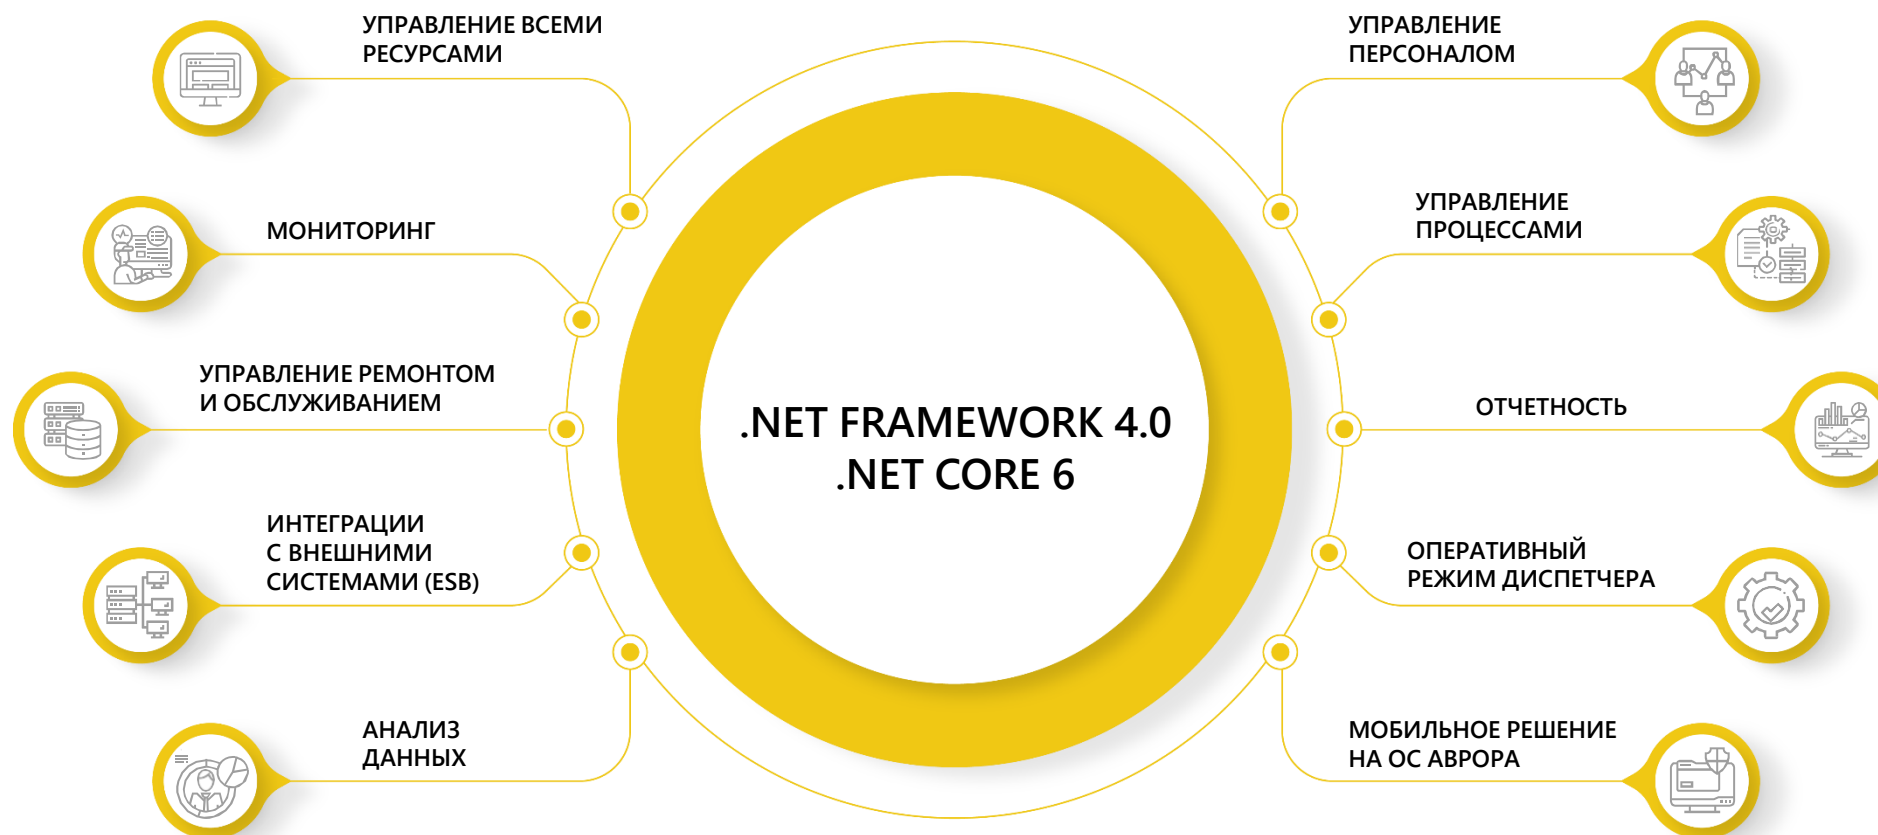 УПРАВЛЕНИЕ ВСЕМИ
РЕСУРСАМИ
МОНИТОРИНГ
УПРАВЛЕНИЕ РЕМОНТОМ
И ОБСЛУЖИВАНИЕМ
ИНТЕГРАЦИИ
С ВНЕШНИМИ
СИСТЕМАМИ (ESB)
АНАЛИЗ
ДАННЫХ
.NET FRAMEWORK 4.0
.NET CORE 6
УПРАВЛЕНИЕ
ПЕРСОНАЛОМ
УПРАВЛЕНИЕ
ПРОЦЕССАМИ
ОТЧЕТНОСТЬ
ОПЕРАТИВНЫЙ
РЕЖИМ ДИСПЕТЧЕРА
МОБИЛЬНОЕ РЕШЕНИЕ
НА ОС АВРОРА